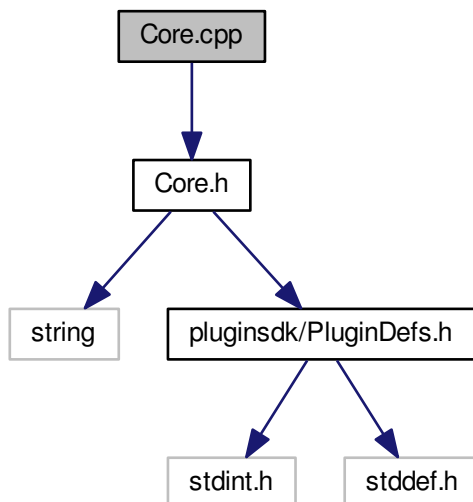 Core.cpp
Core.h
string
pluginsdk/PluginDefs.h
stdint.h
stddef.h